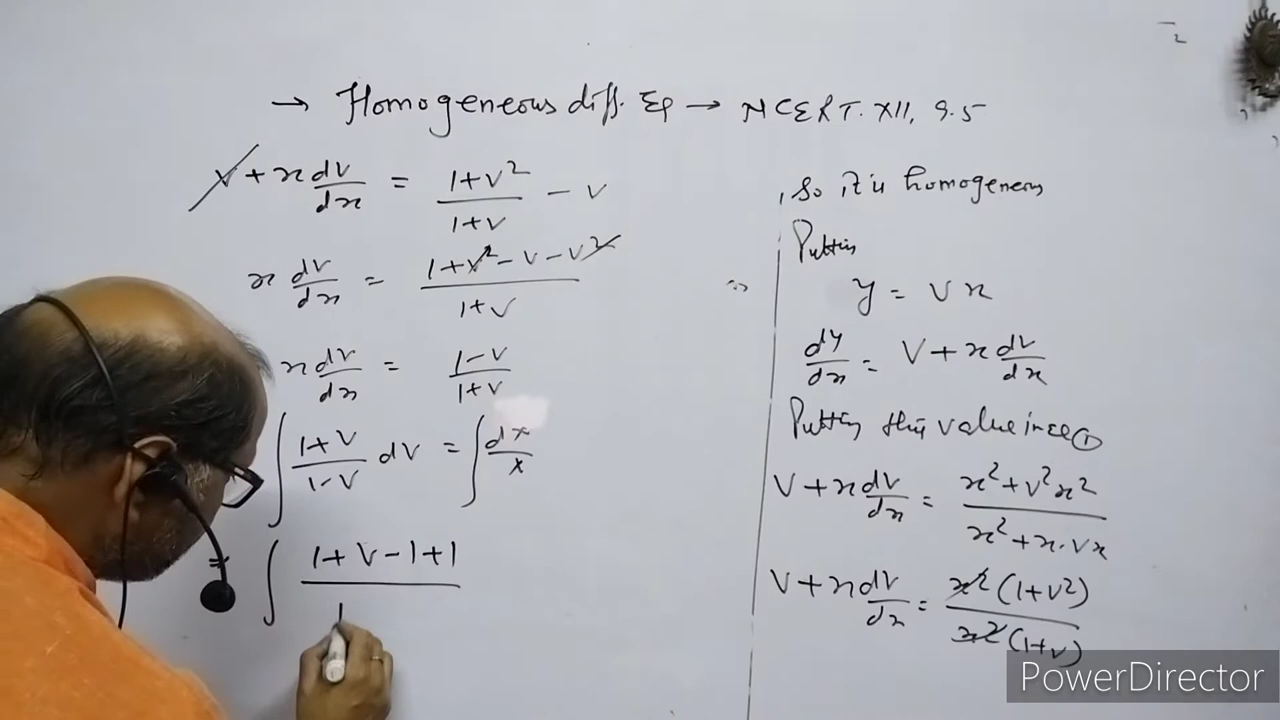 → Homogeneous diff. Eq → NCERT. XII, 9.5
V + x dv/dx = 1+V²/1+V - V
x dv/dx = 1+V²-V-V²/1+V
x dv/dx = 1-V/1+V
∫ 1+V/1-V dV = ∫ dx/x
= ∫ 1+V-1+1/1
, So it is homogeneous
Putting
∴ y = Vx
dy/dx = V + x dv/dx
Putting this value in eq ①
V + x dv/dx = x²+V²x²/x²+x·Vx
V + x dv/dx = x²(1+V²)/x²(1+V)
PowerDirector